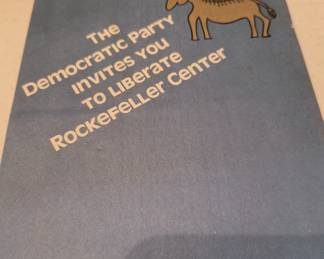 The
Democratic Party
invites you
to liberate
Rockefeller Center